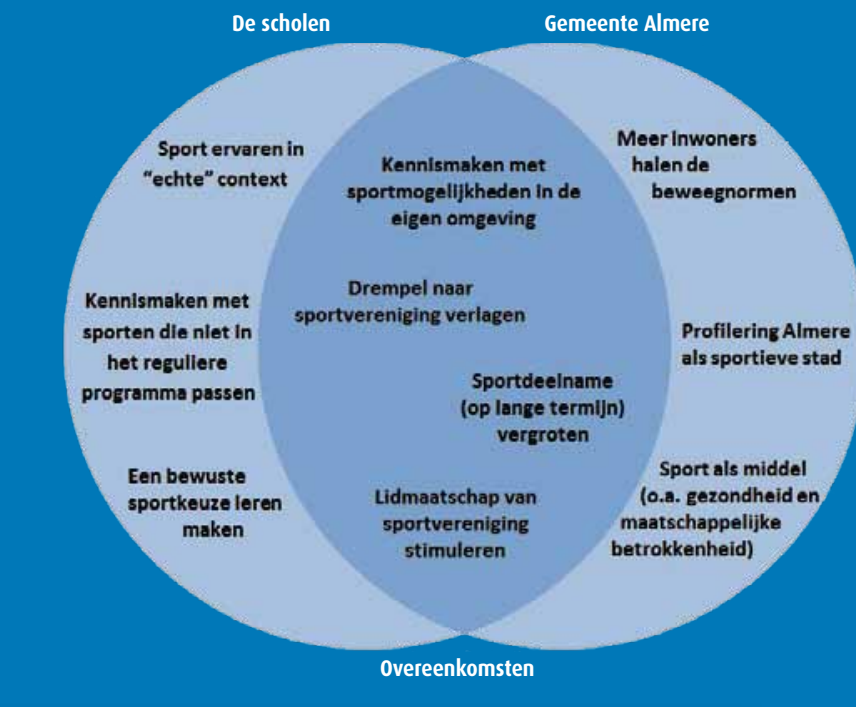 De scholen
Gemeente Almere
Sport ervaren in
“echte” context
Kennismaken met
sporten die niet in
het reguliere
programma passen
Een bewuste
sportkeuze leren
maken
Kennismaken met
sportmogelijkheden in de
eigen omgeving
Drempel naar
sportvereniging verlagen
Sportdeelname
(op lange termijn)
vergroten
Lidmaatschap van
sportvereniging
stimuleren
Meer inwoners
halen de
beweegnormen
Profilering Almere
als sportieve stad
Sport als middel
(o.a. gezondheid en
maatschappelijke
betrokkenheid)
Overeenkomsten